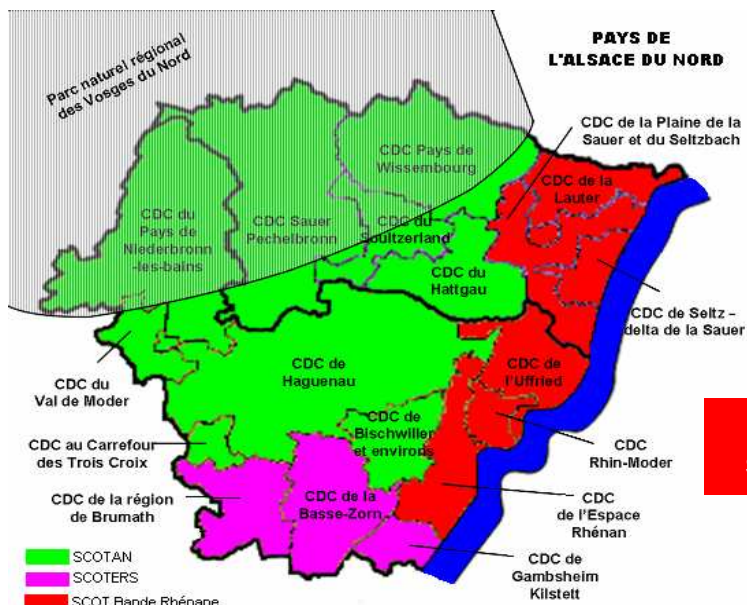 PAYS DE
L'ALSACE DU NORD
Parc naturel régional
des Vosges du Nord
CDC de la Plaine de la
Sauer et du Seltzbach
CDC Pays de
Wissembourg
CDC de la
Lauter
CDC du
Pays de
Niederbronn
-les-bains
CDC Sauer
Pechelbronn
CDC du
Soultzerland
CDC du
Hattgau
CDC de Seltz –
delta de la Sauer
CDC du
Val de Moder
CDC de
Haguenau
CDC de
l'Uffried
CDC au Carrefour
des Trois Croix
CDC de
Bischwiller
et environs
CDC
Rhin-Moder
CDC de la région
de Brumath
CDC de la
Basse-Zorn
CDC
de l'Espace
Rhénan
CDC de
Gambsheim
Kilstett
SCOTAN
SCOTERS
SCOT Bande Rhénane